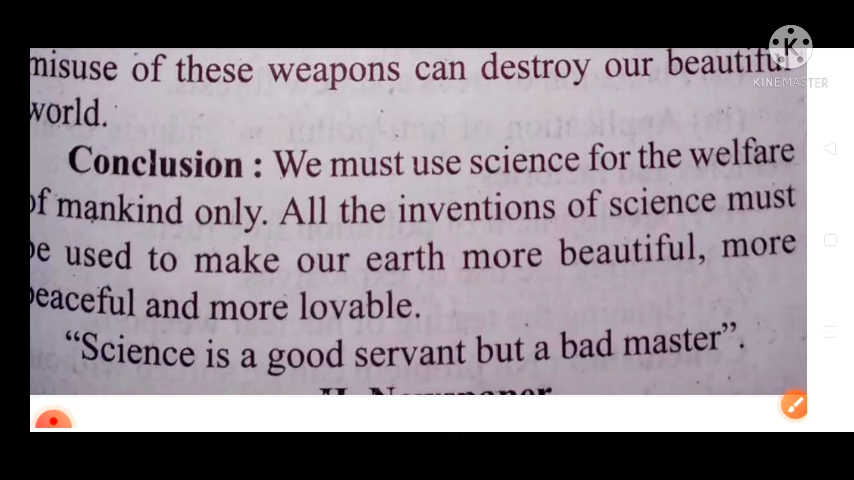 misuse of these weapons can destroy our beautiful
world.
Conclusion : We must use science for the welfare
of mankind only. All the inventions of science must
be used to make our earth more beautiful, more
peaceful and more lovable.
“Science is a good servant but a bad master”.
II. Newspaper
K
KINEMASTER